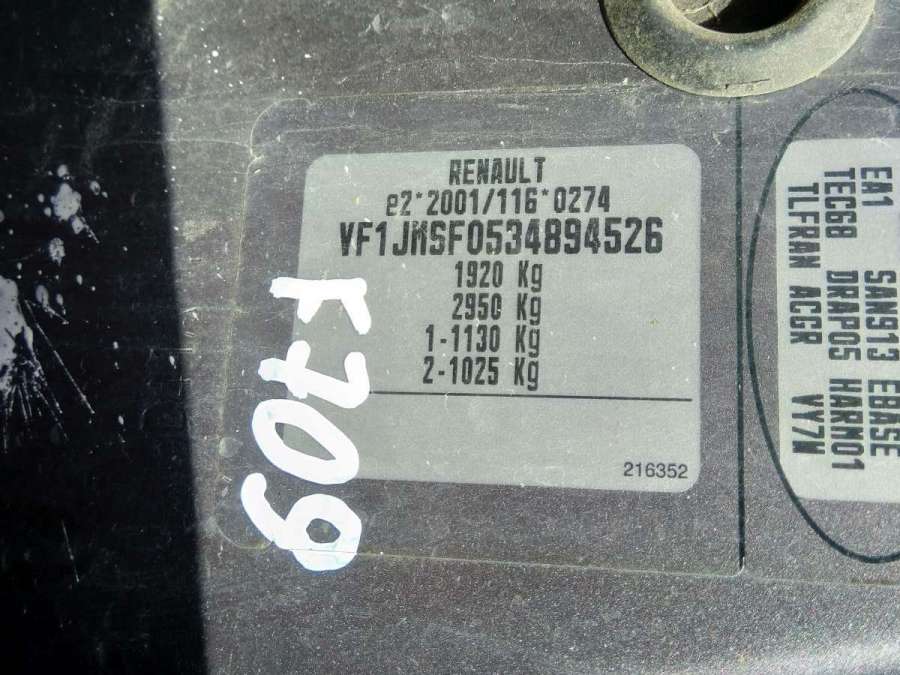 RENAULT
e2*2001/116*0274
VF1JMSF0534894526
1920 Kg
2950 Kg
1-1130 Kg
2-1025 Kg
216352
F709
EA1
TEC68 DRAP05 HARM01
TLFRAN ACGR VY7M
SAN913 EBASE